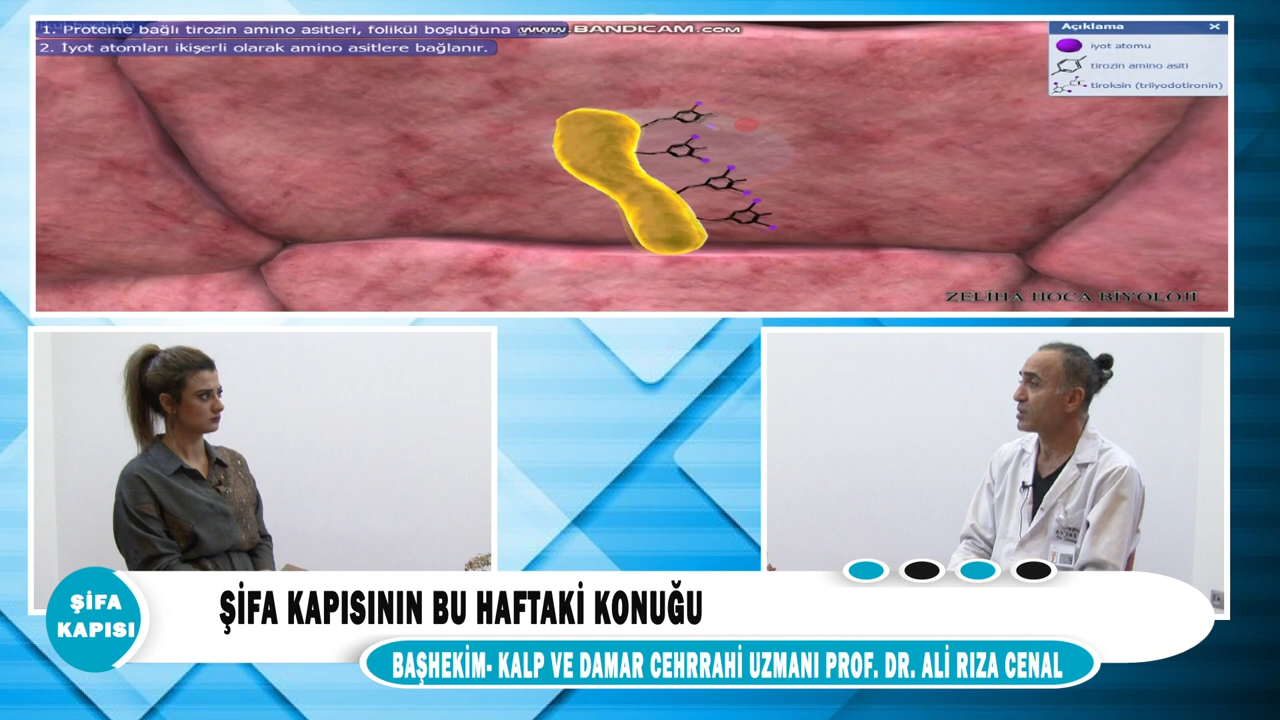 1. Proteine bağlı tirozin amino asitleri, folikül boşluğuna
www.BANDICAM.com
2. İyot atomları ikişerli olarak amino asitlere bağlanır.
Açıklama
iyot atomu
tirozin amino asiti
tiroksin (triiyodotironin)
ZELİHA HOCA BİYOLOJİ
ŞİFA
KAPISI
ŞİFA KAPISININ BU HAFTAKİ KONUĞU
BAŞHEKİM- KALP VE DAMAR CEHRRAHİ UZMANI PROF. DR. ALİ RIZA CENAL